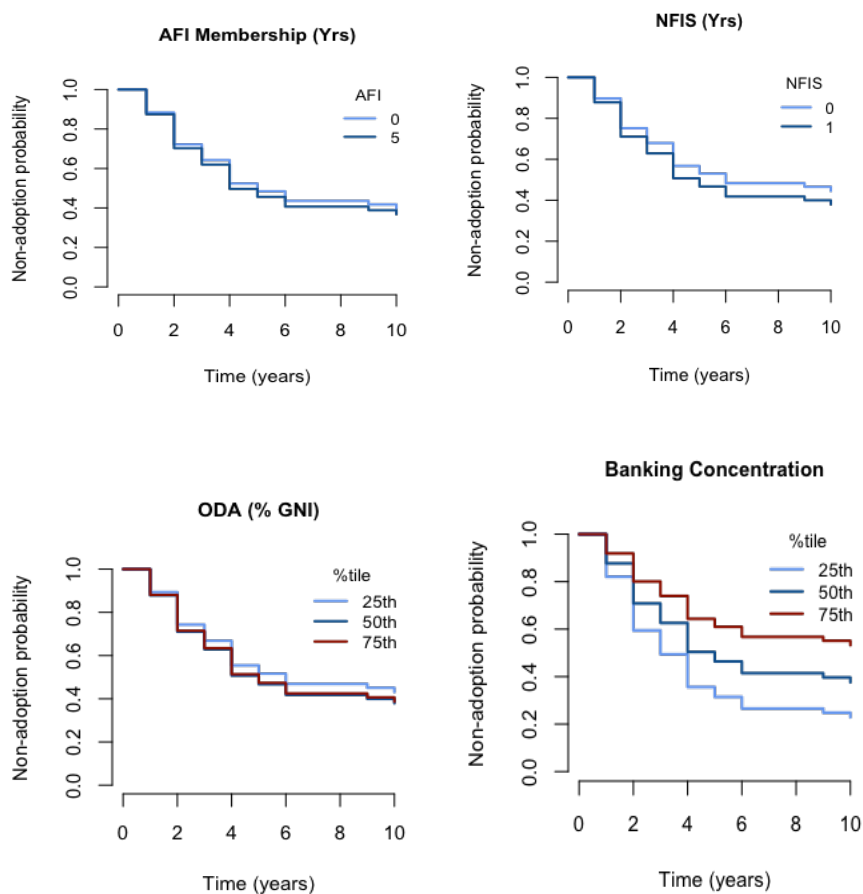 AFI Membership (Yrs)
Non-adoption probability
1.0
0.8
0.6
0.4
0.2
0.0
AFI
0
5
0 2 4 6 8 10
Time (years)
NFIS (Yrs)
Non-adoption probability
1.0
0.8
0.6
0.4
0.2
0.0
NFIS
0
1
0 2 4 6 8 10
Time (years)
ODA (% GNI)
Non-adoption probability
1.0
0.8
0.6
0.4
0.2
0.0
%tile
25th
50th
75th
0 2 4 6 8 10
Time (years)
Banking Concentration
Non-adoption probability
1.0
0.8
0.6
0.4
0.2
0.0
%tile
25th
50th
75th
0 2 4 6 8 10
Time (years)